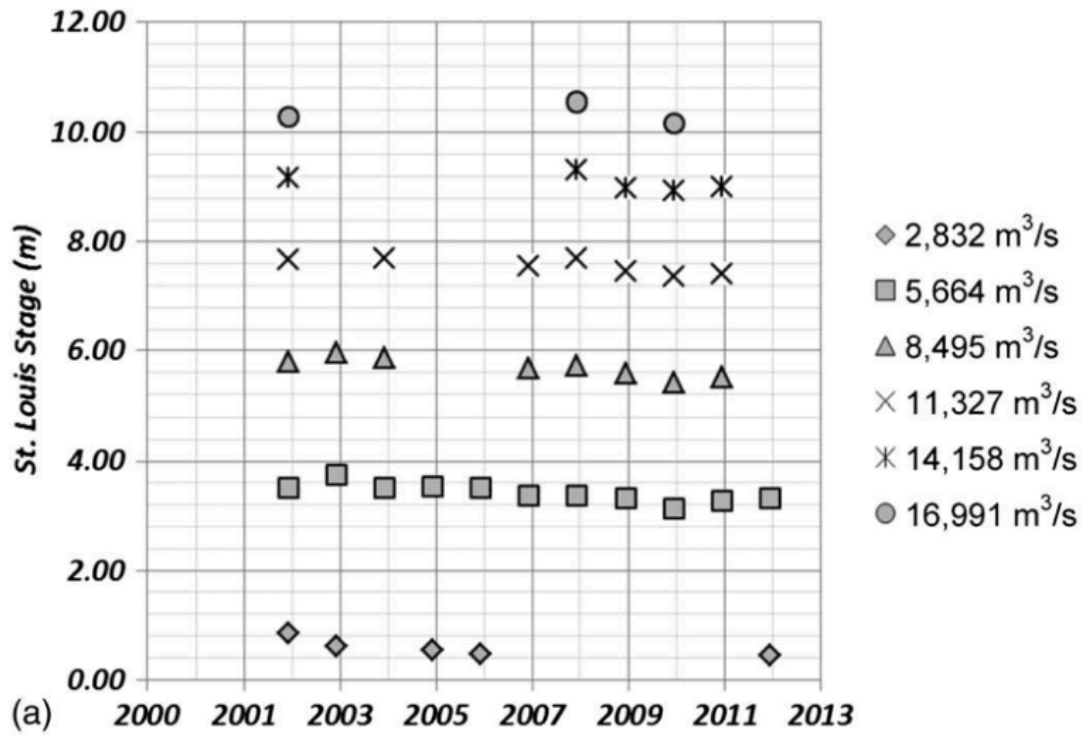 12.00
10.00
8.00
6.00
4.00
2.00
0.00
St. Louis Stage (m)
2000 2001 2003 2005 2007 2009 2011 2013
(a)
2,832 m³/s
5,664 m³/s
8,495 m³/s
11,327 m³/s
14,158 m³/s
16,991 m³/s